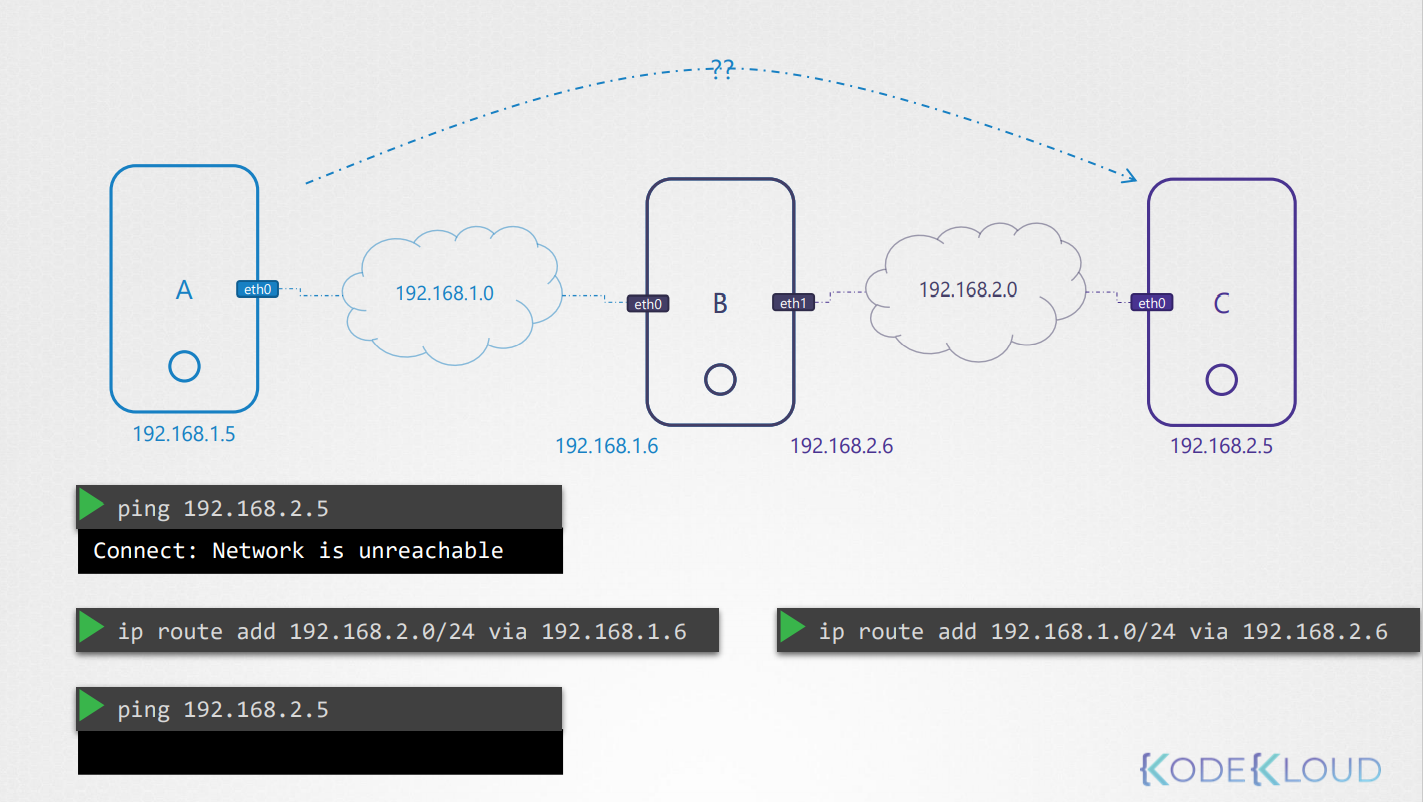 ??
A
eth0
192.168.1.0
eth0
B
eth1
192.168.2.0
eth0
C
192.168.1.5
192.168.1.6
192.168.2.6
192.168.2.5
ping 192.168.2.5
Connect: Network is unreachable
ip route add 192.168.2.0/24 via 192.168.1.6
ip route add 192.168.1.0/24 via 192.168.2.6
ping 192.168.2.5
KODEKLOUD